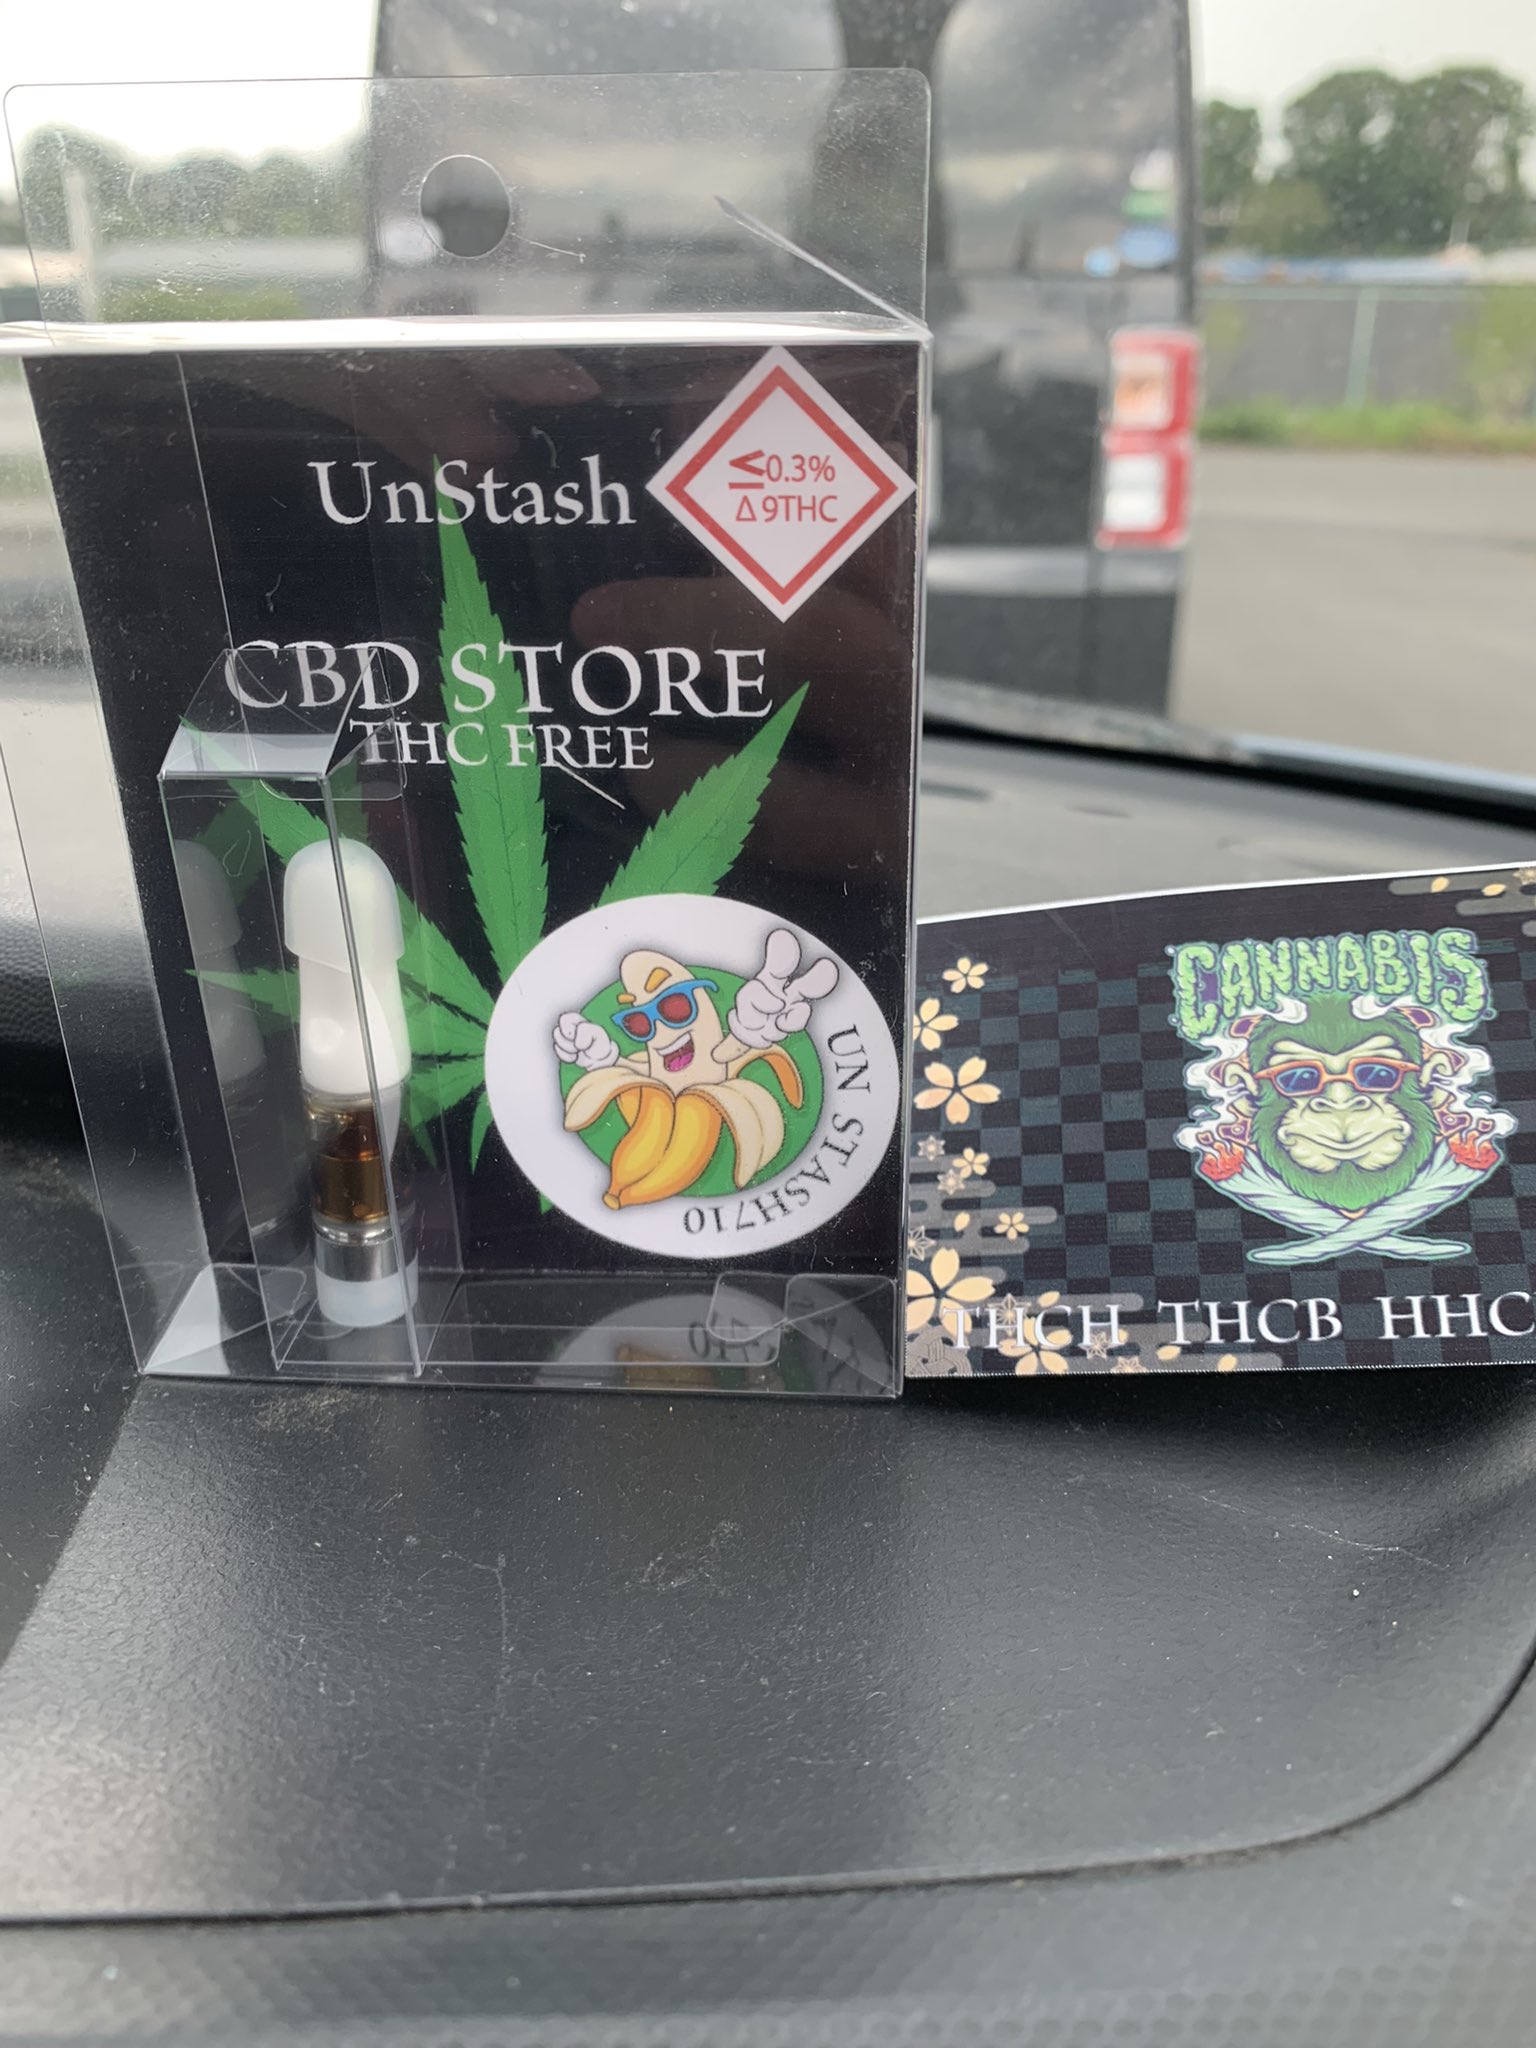 UnStash
≤0.3%
Δ9THC
CBD STORE
THC FREE
UN STASH710
CANNABIS
THCH THCB HHC